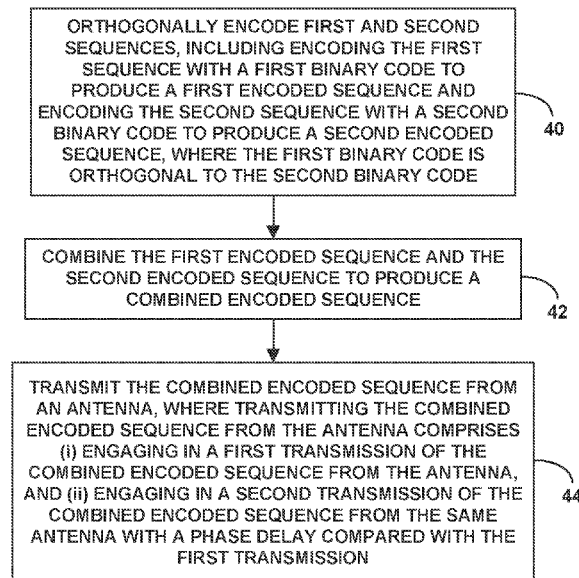 ORTHOGONALLY ENCODE FIRST AND SECOND
SEQUENCES, INCLUDING ENCODING THE FIRST
SEQUENCE WITH A FIRST BINARY CODE TO
PRODUCE A FIRST ENCODED SEQUENCE AND
ENCODING THE SECOND SEQUENCE WITH A SECOND
BINARY CODE TO PRODUCE A SECOND ENCODED
SEQUENCE, WHERE THE FIRST BINARY CODE IS
ORTHOGONAL TO THE SECOND BINARY CODE
40
COMBINE THE FIRST ENCODED SEQUENCE AND THE
SECOND ENCODED SEQUENCE TO PRODUCE A
COMBINED ENCODED SEQUENCE
42
TRANSMIT THE COMBINED ENCODED SEQUENCE FROM
AN ANTENNA, WHERE TRANSMITTING THE COMBINED
ENCODED SEQUENCE FROM THE ANTENNA COMPRISES
(i) ENGAGING IN A FIRST TRANSMISSION OF THE
COMBINED ENCODED SEQUENCE FROM THE ANTENNA,
AND (ii) ENGAGING IN A SECOND TRANSMISSION OF THE
COMBINED ENCODED SEQUENCE FROM THE SAME
ANTENNA WITH A PHASE DELAY COMPARED WITH THE
FIRST TRANSMISSION
44